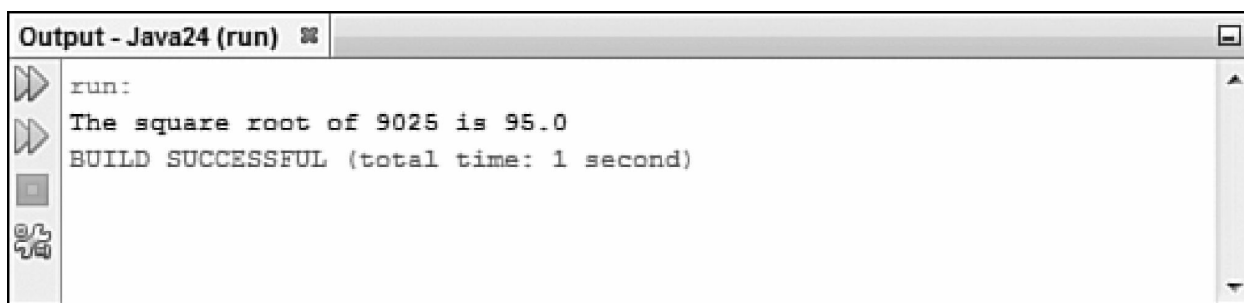 Output - Java24 (run)
run:
The square root of 9025 is 95.0
BUILD SUCCESSFUL (total time: 1 second)